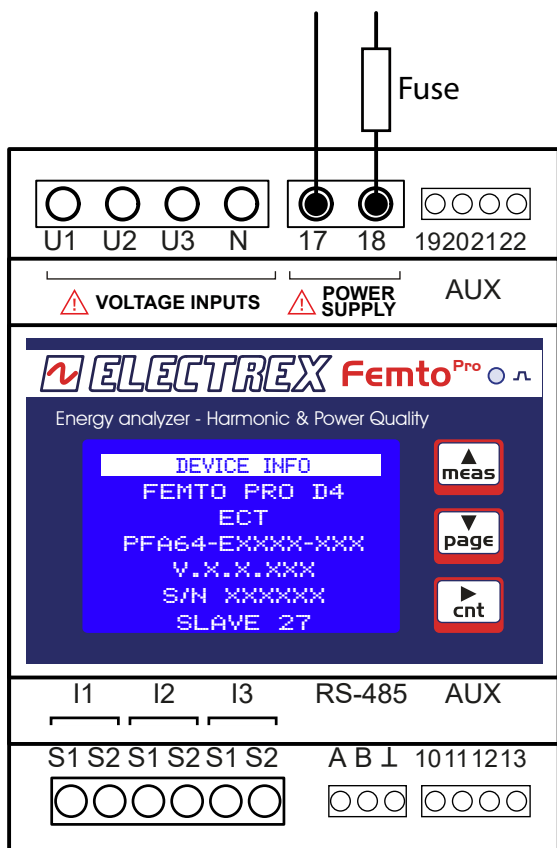 Fuse
U1 U2 U3 N 17 18 19202122
⚠ VOLTAGE INPUTS ⚠ POWER SUPPLY AUX
ELECTREX Femto Pro
Energy analyzer - Harmonic & Power Quality
DEVICE INFO
FEMTO PRO D4
ECT
PFA64-EXXXX-XXX
V.X.X.XXX
S/N XXXXXX
SLAVE 27
meas
page
cnt
I1 I2 I3 RS-485 AUX
S1 S2 S1 S2 S1 S2 A B ⊥ 10111213